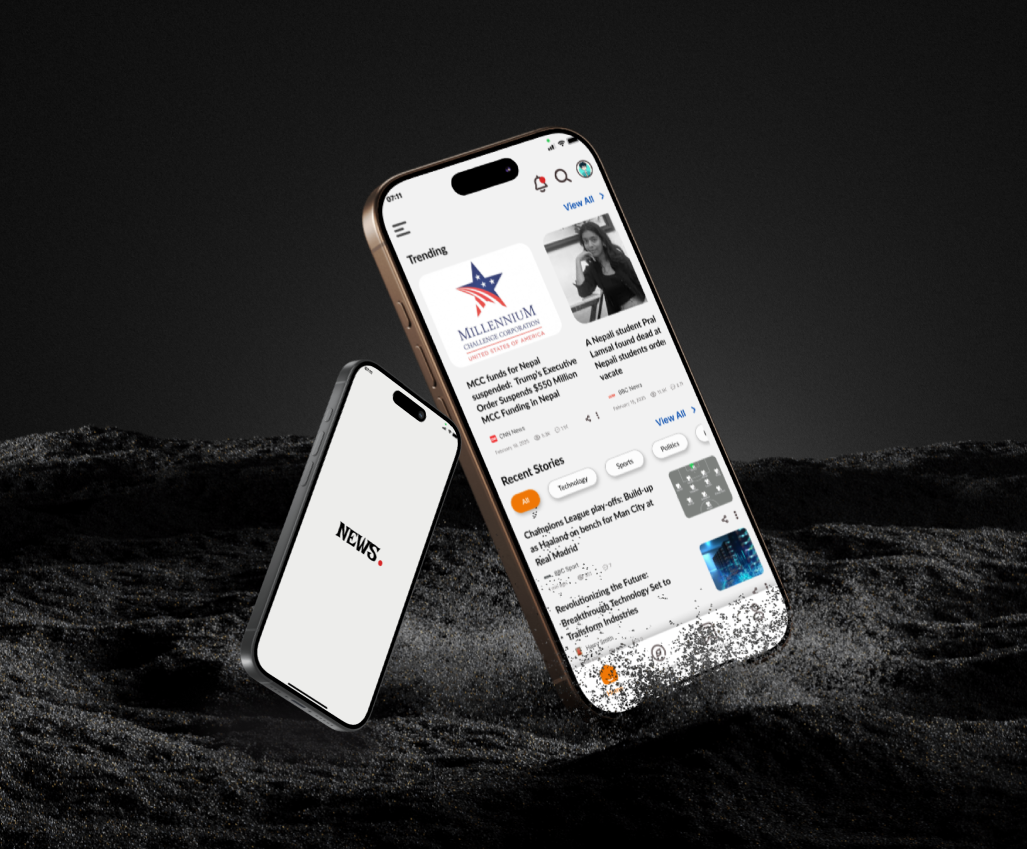 07:11
View All
Trending
MILLENNIUM
CHALLENGE CORPORATION
UNITED STATES OF AMERICA
MCC funds for Nepal
suspended: Trump's Executive
Order Suspends $550 Million
MCC Funding in Nepal
News
February 16, 2025
A Nepali student Pral
Lamsal found dead at
Nepali students orde
vacate
BBC News
February 16, 2025
View All
Recent Stories
All
Technology
Sports
Politics
Champions League play-offs: Build-up
as Haaland on bench for Man City at
Real Madrid
BBC Sport
Revolutionizing the Future:
Breakthrough Technology Set to
Transform Industries
NEWS.